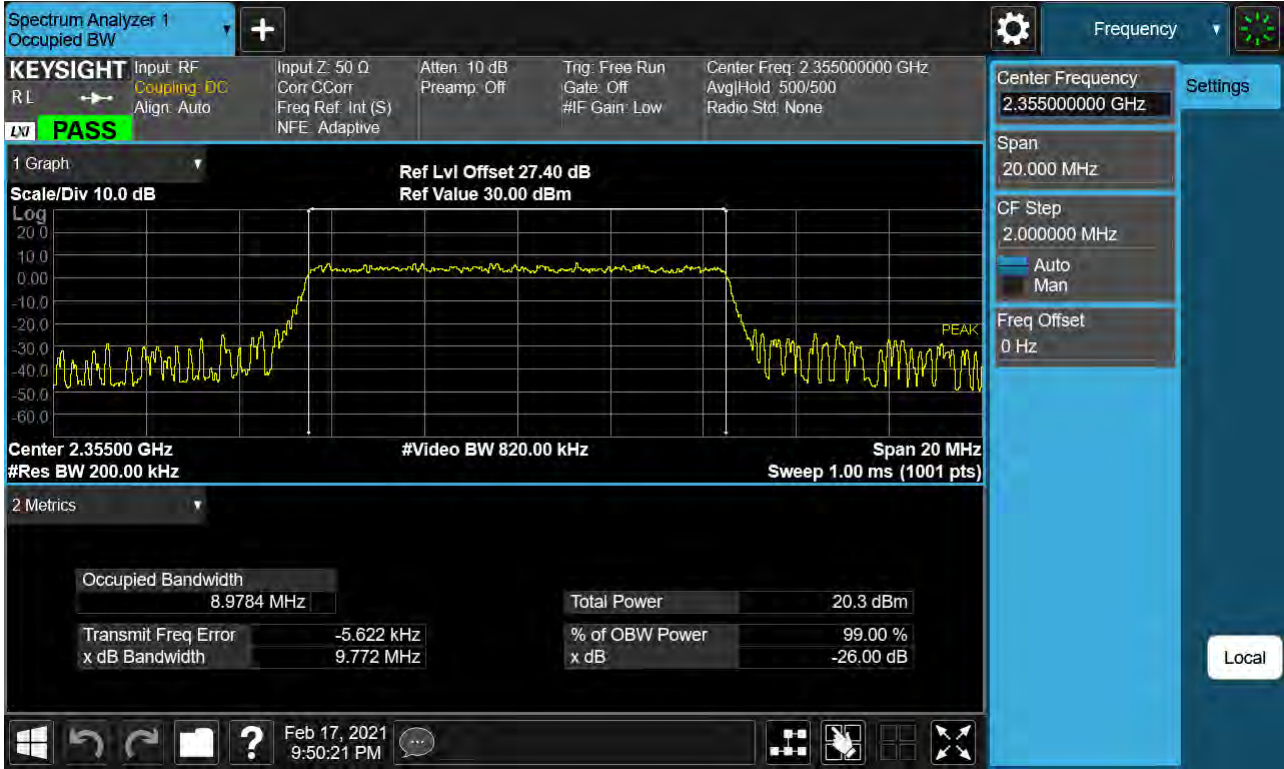 Spectrum Analyzer 1
Occupied BW
+
Frequency
KEYSIGHT
RL
LXI PASS
Input: RF
Coupling: DC
Align: Auto
Input Z: 50 Ω
Corr CCorr
Freq Ref: Int (S)
NFE: Adaptive
Atten: 10 dB
Preamp: Off
Trig: Free Run
Gate: Off
#IF Gain: Low
Center Freq: 2.355000000 GHz
Avg|Hold: 500/500
Radio Std: None
Center Frequency
2.355000000 GHz
Settings
Span
20.000 MHz
CF Step
2.000000 MHz
Auto
Man
Freq Offset
0 Hz
1 Graph
Scale/Div 10.0 dB
Ref Lvl Offset 27.40 dB
Ref Value 30.00 dBm
Log
20.0
10.0
0.00
-10.0
-20.0
-30.0
-40.0
-50.0
-60.0
PEAK
Center 2.35500 GHz
#Video BW 820.00 kHz
Span 20 MHz
#Res BW 200.00 kHz
Sweep 1.00 ms (1001 pts)
2 Metrics
Occupied Bandwidth
8.9784 MHz
Transmit Freq Error -5.622 kHz
x dB Bandwidth 9.772 MHz
Total Power 20.3 dBm
% of OBW Power 99.00 %
x dB -26.00 dB
Local
?
Feb 17, 2021
9:50:21 PM